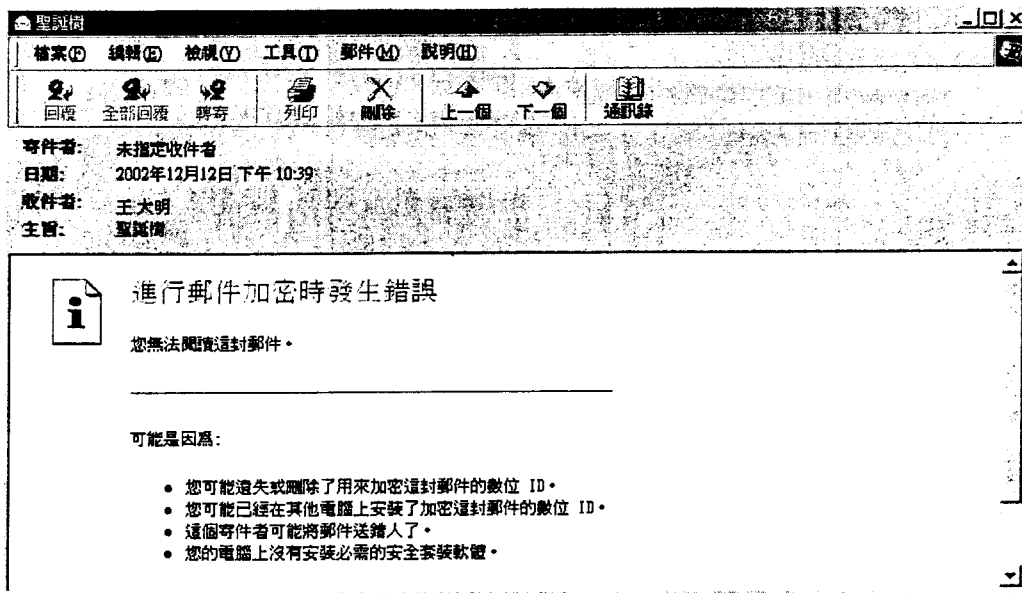 聖誕樹
檔案(F) 編輯(E) 檢視(V) 工具(T) 郵件(M) 說明(H)
回覆 全部回覆 轉寄 列印 刪除 上一個 下一個 通訊錄
寄件者: 未指定收件者
日期: 2002年12月12日 下午 10:39
收件者: 王大明
主旨: 聖誕樹
進行郵件加密時發生錯誤
您無法閱讀這封郵件。
可能是因為:
• 您可能遺失或刪除了用來加密這封郵件的數位 ID。
• 您可能已經在其他電腦上安裝了加密這封郵件的數位 ID。
• 這個寄件者可能將郵件送錯人了。
• 您的電腦上沒有安裝必需的安全套裝軟體。